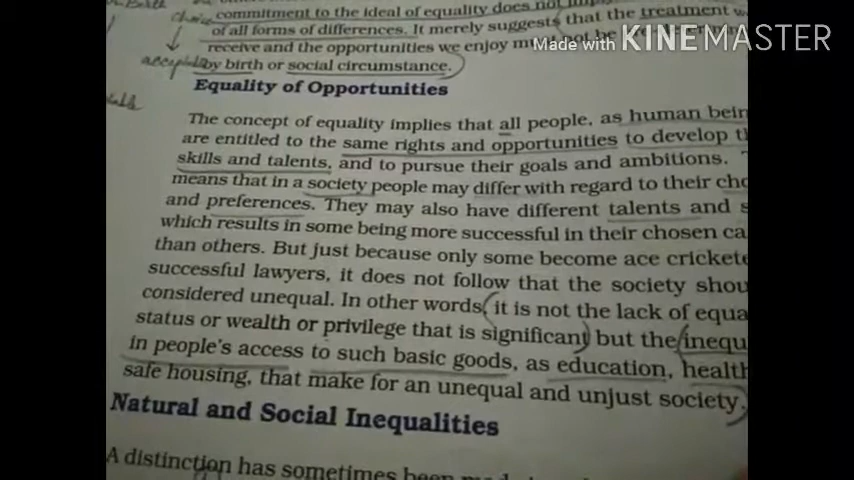 commitment to the ideal of equality does not
of all forms of differences. It merely suggests that the treatment
receive and the opportunities we enjoy must not be
by birth or social circumstance.
Made with KINEMASTER
Equality of Opportunities
The concept of equality implies that all people, as human bein
are entitled to the same rights and opportunities to develop th
skills and talents, and to pursue their goals and ambitions. T
means that in a society people may differ with regard to their cho
and preferences. They may also have different talents and s
which results in some being more successful in their chosen ca
than others. But just because only some become ace crickete
successful lawyers, it does not follow that the society shou
considered unequal. In other words, it is not the lack of equa
status or wealth or privilege that is significant but the inequ
in people's access to such basic goods, as education, health
safe housing, that make for an unequal and unjust society.
Natural and Social Inequalities
A distinction has sometimes been